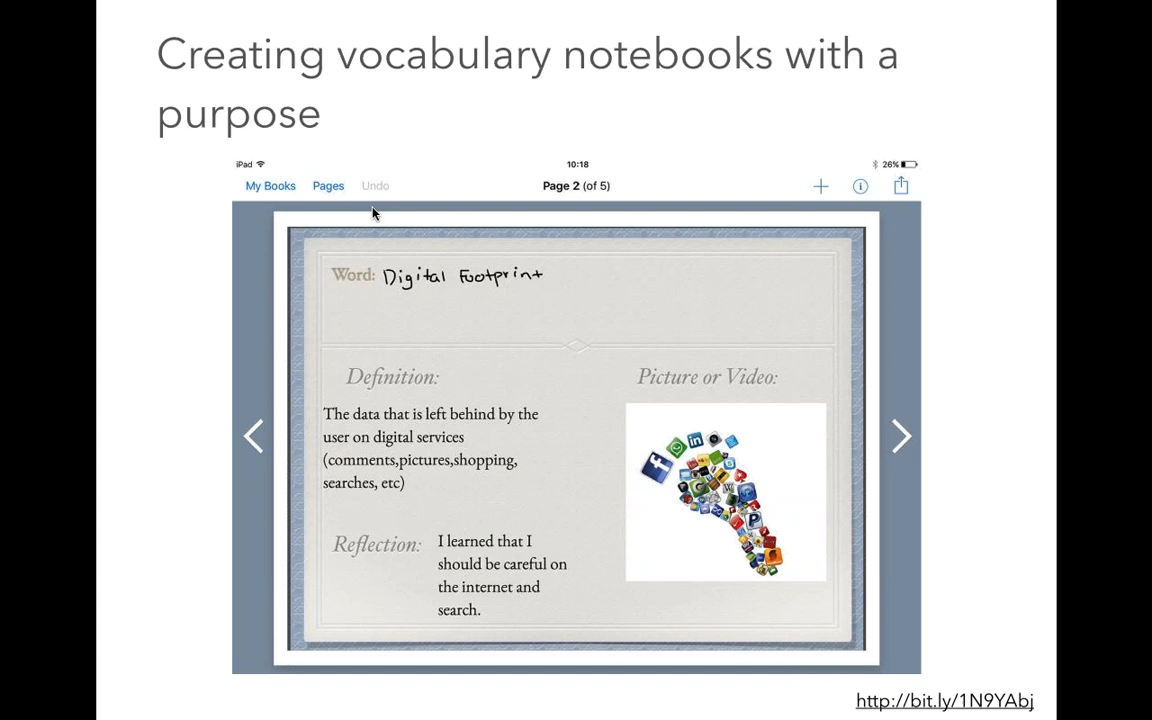 Creating vocabulary notebooks with a
purpose
iPad 10:18 26%
My Books Pages Undo Page 2 (of 5)
Word: Digital Footprint
Definition: Picture or Video:
The data that is left behind by the
user on digital services
(comments,pictures,shopping,
searches, etc)
Reflection: I learned that I
should be careful on
the internet and
search.
http://bit.ly/1N9YAbj